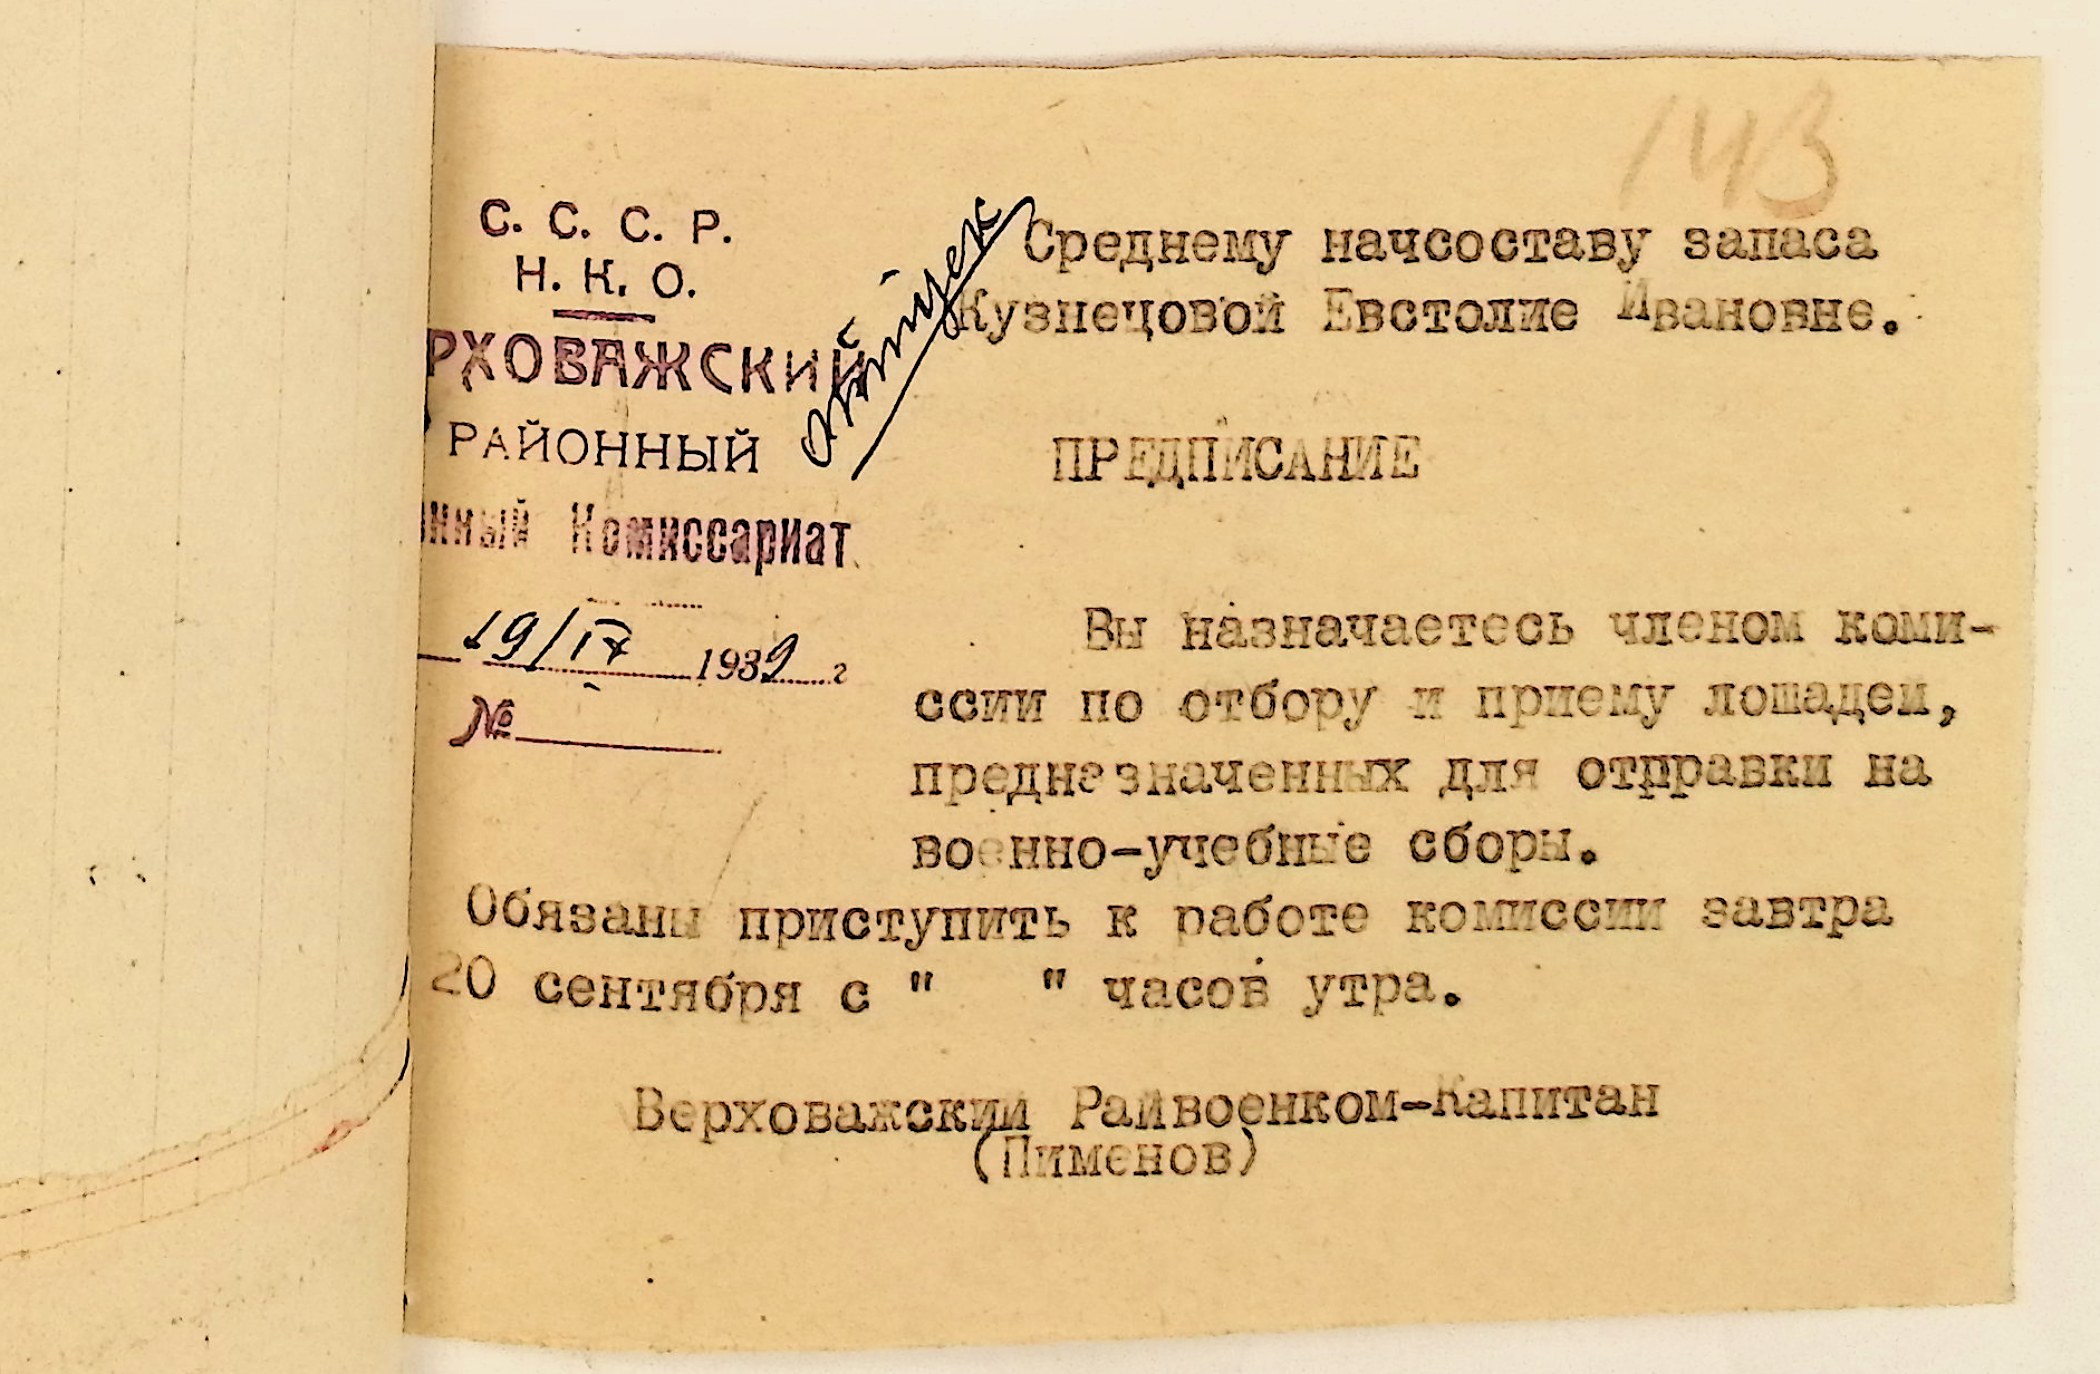 143
С. С. С. Р.
Н. К. О.
РХОВАЖСКИЙ
РАЙОННЫЙ
нный Комиссариат
19/IX 1939 г
№
Среднему начсоставу запаса
Кузнецовой Евстолие Ивановне.
ПРЕДПИСАНИЕ
Вы назначаетесь членом коми-
ссии по отбору и приему лошадей,
предназначенных для отправки на
военно-учебные сборы.
Обязаны приступить к работе комиссии завтра
20 сентября с "   " часов утра.
Верховажский Райвоенком-Капитан
(Пименов)